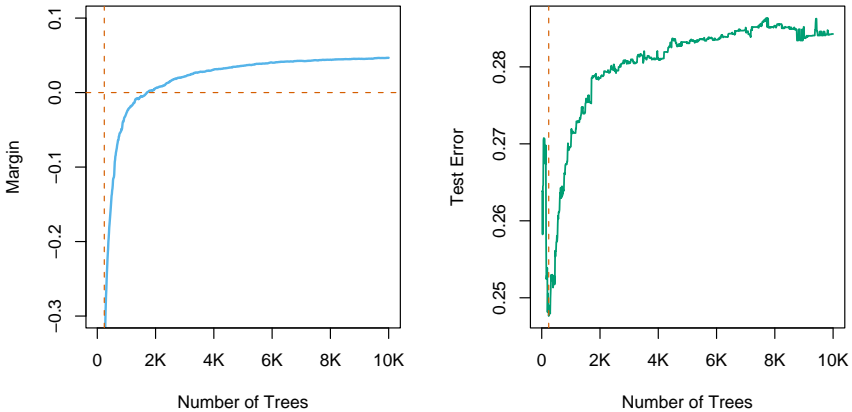 Margin
0.1
0.0
−0.1
−0.2
−0.3
0 2K 4K 6K 8K 10K
Number of Trees
Test Error
0.28
0.27
0.26
0.25
0 2K 4K 6K 8K 10K
Number of Trees